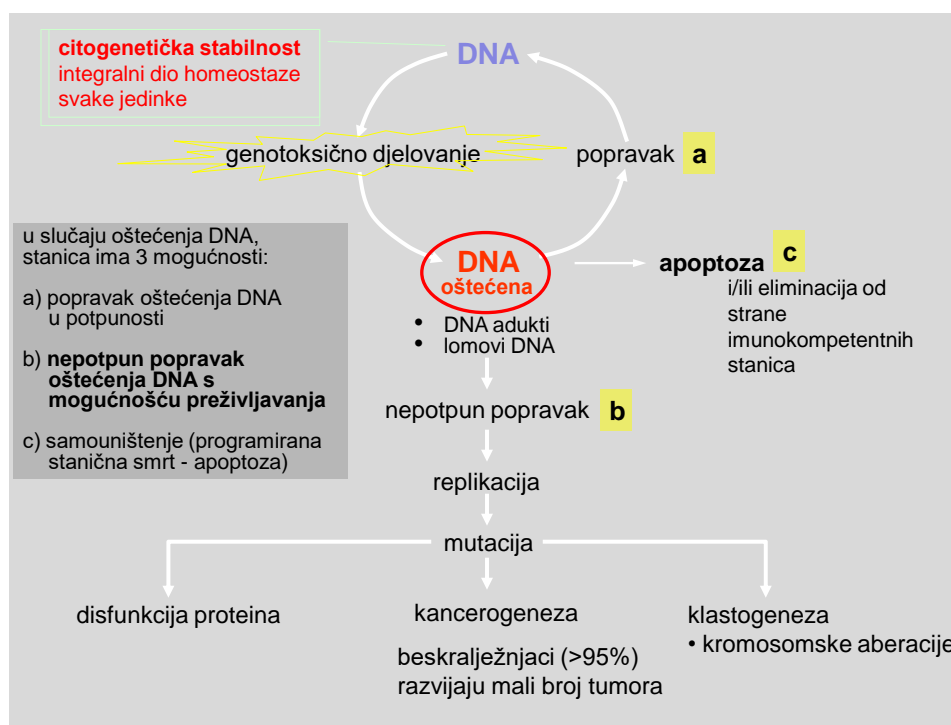 citogenetička stabilnost
integralni dio homeostaze
svake jedinke
DNA
genotoksično djelovanje
popravak a
u slučaju oštećenja DNA,
stanica ima 3 mogućnosti:
a) popravak oštećenja DNA
u potpunosti
b) nepotpun popravak
oštećenja DNA s
mogućnošću preživljavanja
c) samouništenje (programirana
stanična smrt - apoptoza)
DNA
oštećena
• DNA adukti
• lomovi DNA
apoptoza c
i/ili eliminacija od
strane
imunokompetentnih
stanica
nepotpun popravak b
replikacija
mutacija
disfunkcija proteina
kancerogeneza
beskralježnjaci (>95%)
razvijaju mali broj tumora
klastogeneza
• kromosomske aberacije